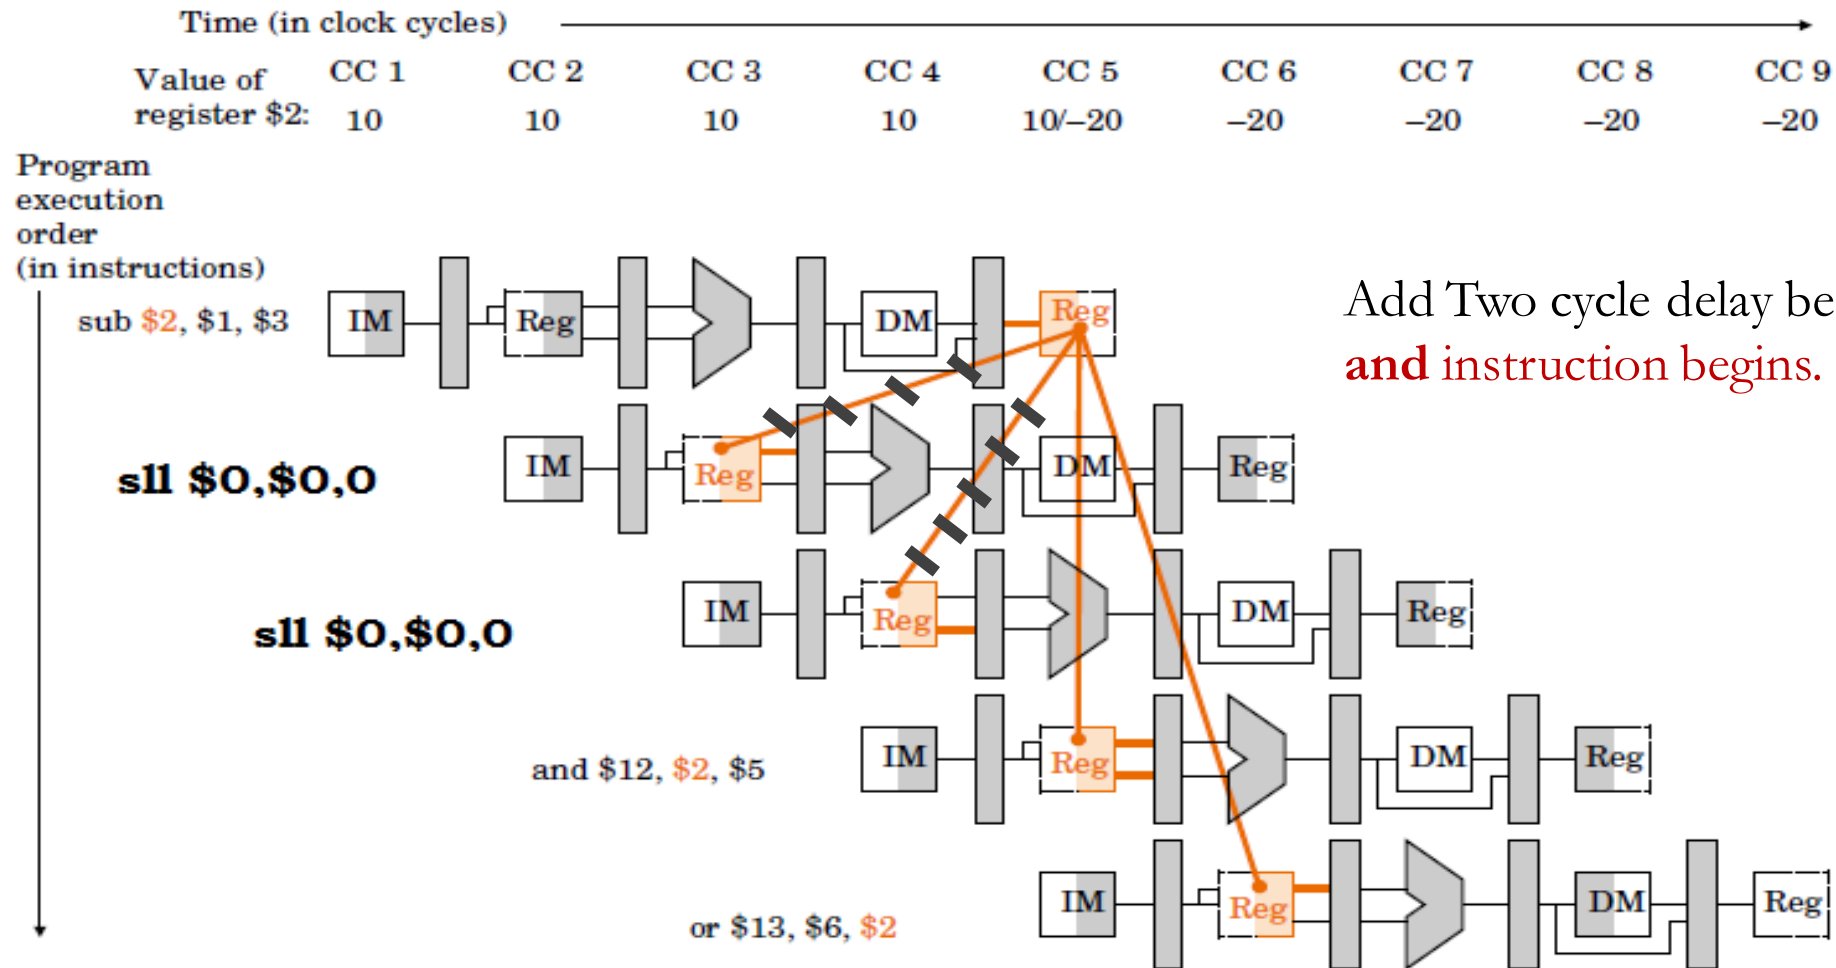 Time (in clock cycles)
CC 1 CC 2 CC 3 CC 4 CC 5 CC 6 CC 7 CC 8 CC 9
Value of
register $2: 10 10 10 10 10/–20 –20 –20 –20 –20
Program
execution
order
(in instructions)
sub $2, $1, $3 IM Reg DM Reg
Add Two cycle delay be
and instruction begins.
sll $0,$0,0 IM Reg DM Reg
sll $0,$0,0 IM Reg DM Reg
and $12, $2, $5 IM Reg DM Reg
or $13, $6, $2 IM Reg DM Reg